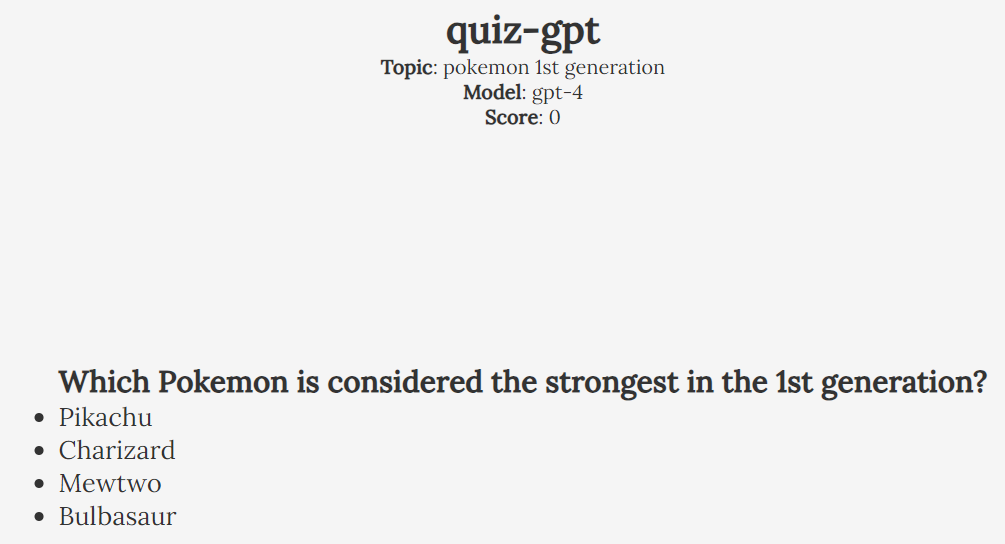 quiz-gpt
Topic: pokemon 1st generation
Model: gpt-4
Score: 0
Which Pokemon is considered the strongest in the 1st generation?
• Pikachu
• Charizard
• Mewtwo
• Bulbasaur